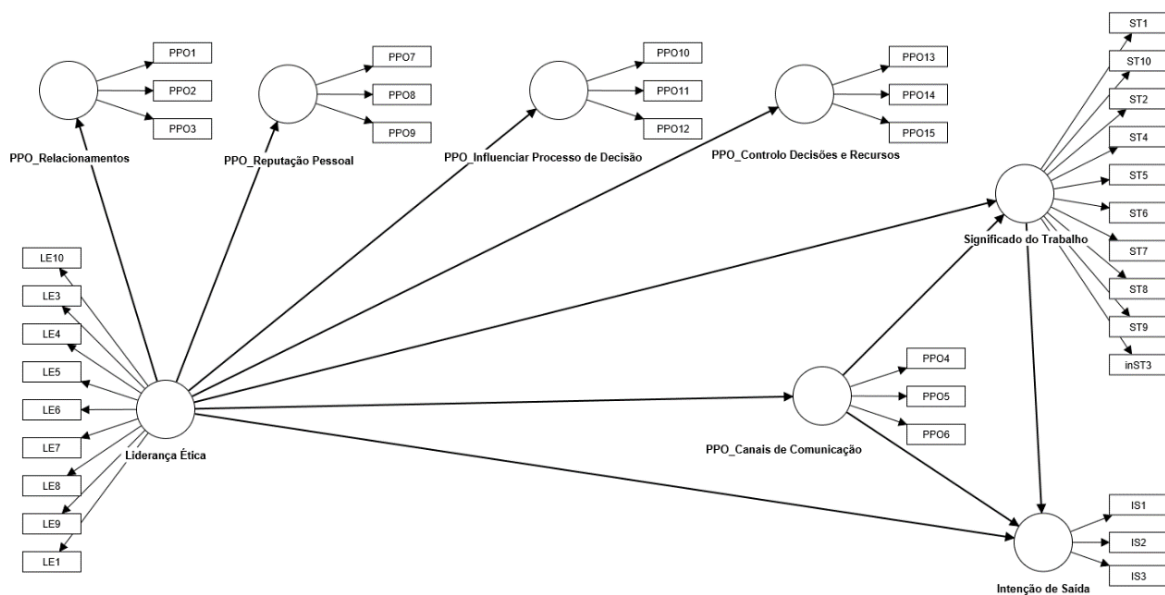 PPO1
PPO2
PPO3
PPO_Relacionamentos
PPO7
PPO8
PPO9
PPO_Reputação Pessoal
PPO10
PPO11
PPO12
PPO_Influenciar Processo de Decisão
PPO13
PPO14
PPO15
PPO_Controlo Decisões e Recursos
ST1
ST10
ST2
ST4
ST5
ST6
ST7
ST8
ST9
inST3
Significado do Trabalho
LE10
LE3
LE4
LE5
LE6
LE7
LE8
LE9
LE1
Liderança Ética
PPO4
PPO5
PPO6
PPO_Canais de Comunicação
IS1
IS2
IS3
Intenção de Saída